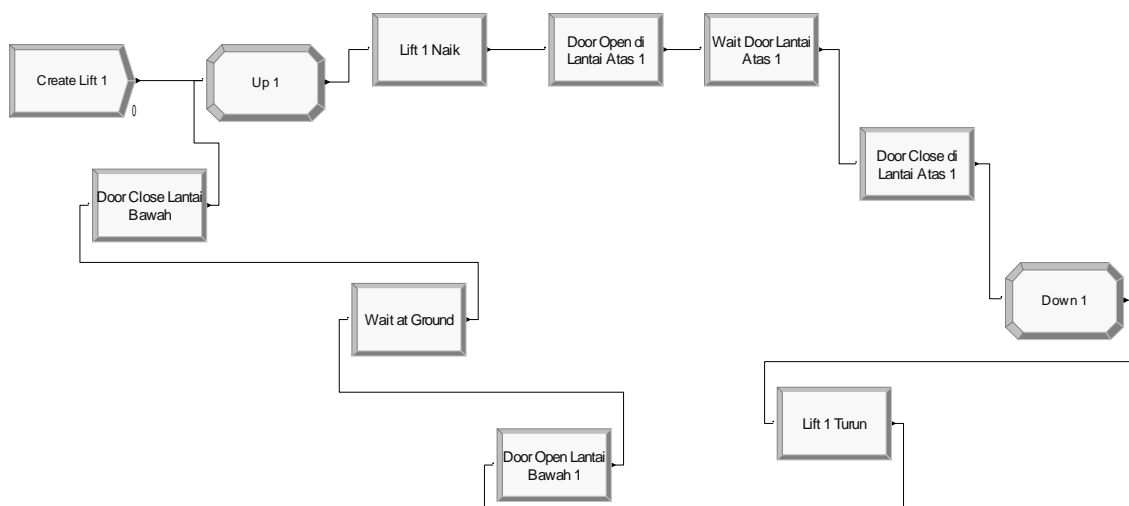 Create Lift 1
0
Up 1
Lift 1 Naik
Door Open di
Lantai Atas 1
Wait Door Lantai
Atas 1
Door Close di
Lantai Atas 1
Down 1
Lift 1 Turun
Door Open Lantai
Bawah 1
Wait at Ground
Door Close Lantai
Bawah